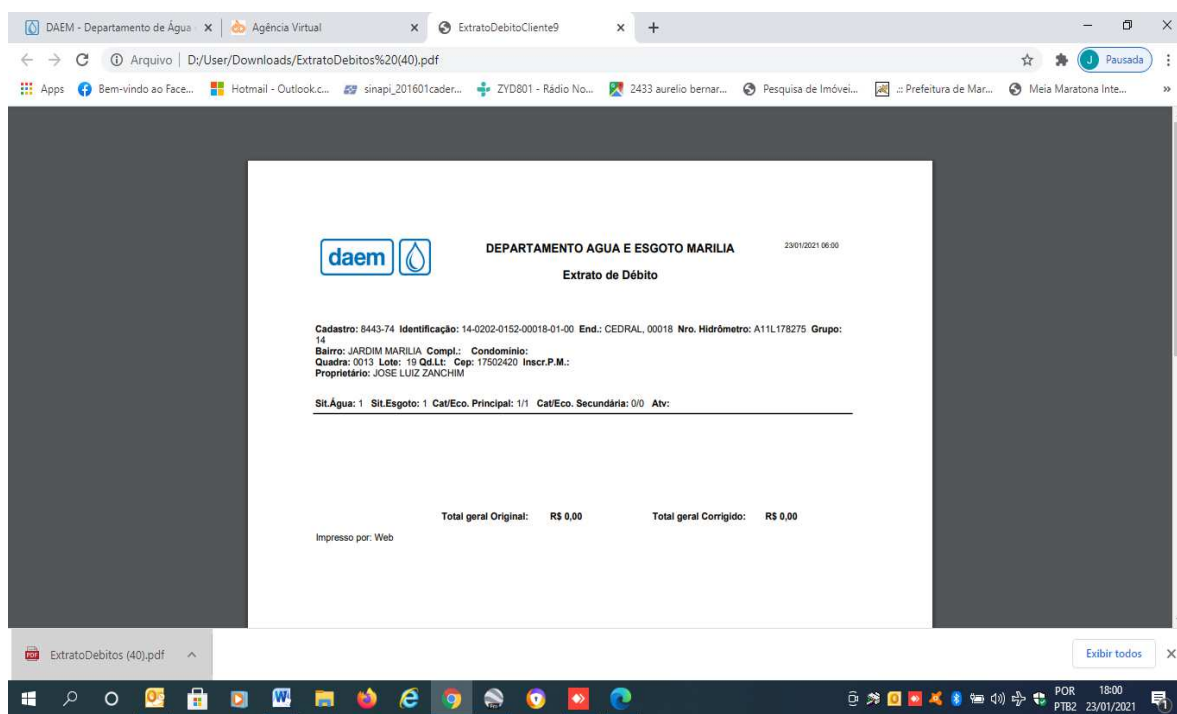 DAEM - Departamento de Água
Agência Virtual
ExtratoDebitoCliente9
Arquivo | D:/User/Downloads/ExtratoDebitos%20(40).pdf
J Pausada
Apps Bem-vindo ao Face... Hotmail - Outlook.c... sinapi_201601cader... ZYD801 - Rádio No... 2433 aurelio bernar... Pesquisa de Imóvei... .:: Prefeitura de Mar... Meia Maratona Inte... »
daem
DEPARTAMENTO AGUA E ESGOTO MARILIA
23/01/2021 06:00
Extrato de Débito
Cadastro: 8443-74 Identificação: 14-0202-0152-00018-01-00 End.: CEDRAL, 00018 Nro. Hidrômetro: A11L178275 Grupo:
14
Bairro: JARDIM MARILIA Compl.: Condomínio:
Quadra: 0013 Lote: 19 Qd.Lt: Cep: 17502420 Inscr.P.M.:
Proprietário: JOSE LUIZ ZANCHIM
Sit.Água: 1 Sit.Esgoto: 1 Cat/Eco. Principal: 1/1 Cat/Eco. Secundária: 0/0 Atv:
Total geral Original: R$ 0,00 Total geral Corrigido: R$ 0,00
Impresso por: Web
ExtratoDebitos (40).pdf
Exibir todos
POR 18:00
PTB2 23/01/2021